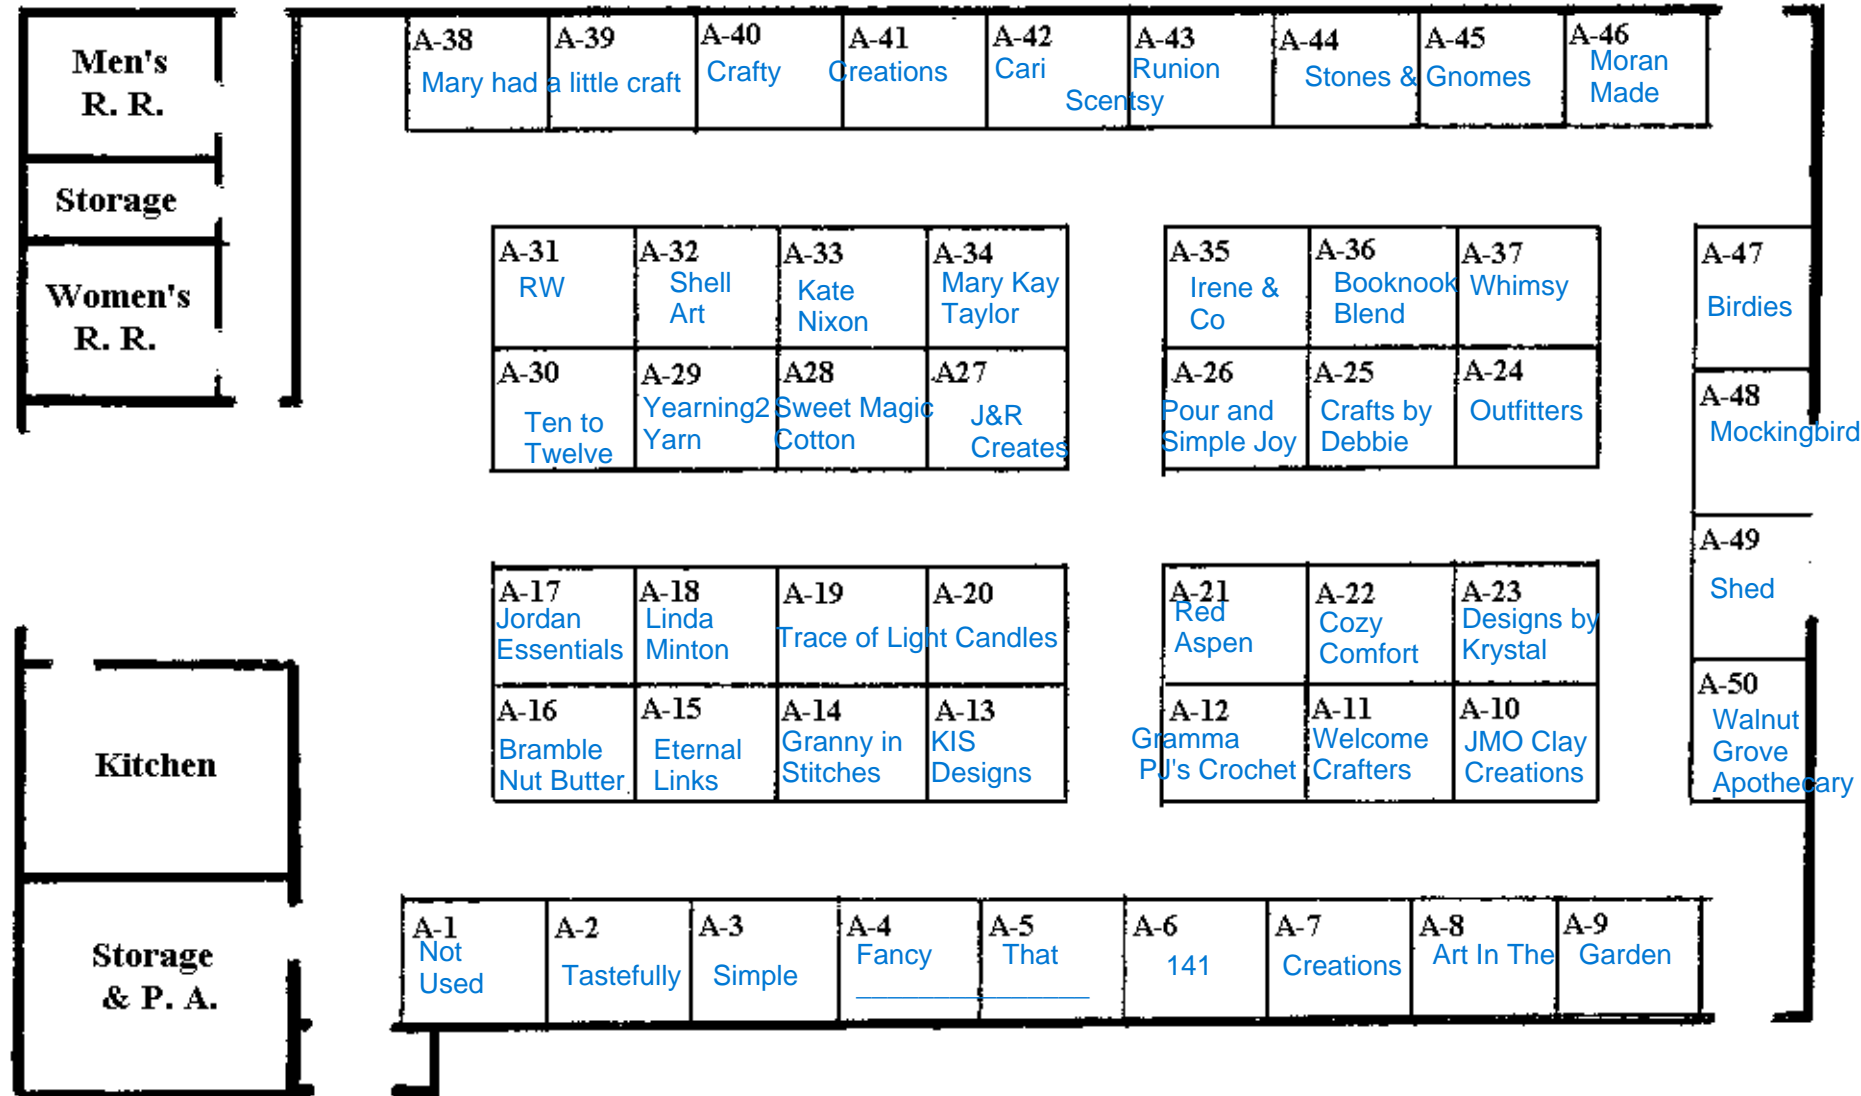 Men's
R. R.
Storage
Women's
R. R.
A-38
A-39
Mary had a little craft
A-40
Crafty
A-41
Creations
A-42
Cari
A-43
Runion
Scentsy
A-44
A-45
Stones & Gnomes
A-46
Moran
Made
A-31
RW
A-32
Shell
Art
A-33
Kate
Nixon
A-34
Mary Kay
Taylor
A-35
Irene &
Co
A-36
Booknook
Blend
A-37
Whimsy
A-47
Birdies
A-30
Ten to
Twelve
A-29
Yearning2
Yarn
A28
Sweet Magic
Cotton
A27
J&R
Creates
A-26
Pour and
Simple Joy
A-25
Crafts by
Debbie
A-24
Outfitters
A-48
Mockingbird
A-49
Shed
A-17
Jordan
Essentials
A-18
Linda
Minton
A-19
A-20
Trace of Light Candles
A-21
Red
Aspen
A-22
Cozy
Comfort
A-23
Designs by
Krystal
A-50
Walnut
Grove
Apothecary
A-16
Bramble
Nut Butter
A-15
Eternal
Links
A-14
Granny in
Stitches
A-13
KIS
Designs
A-12
Gramma
PJ's Crochet
A-11
Welcome
Crafters
A-10
JMO Clay
Creations
Kitchen
Storage
& P. A.
A-1
Not
Used
A-2
Tastefully
A-3
Simple
A-4
Fancy
A-5
That
A-6
141
A-7
Creations
A-8
Art In The
A-9
Garden